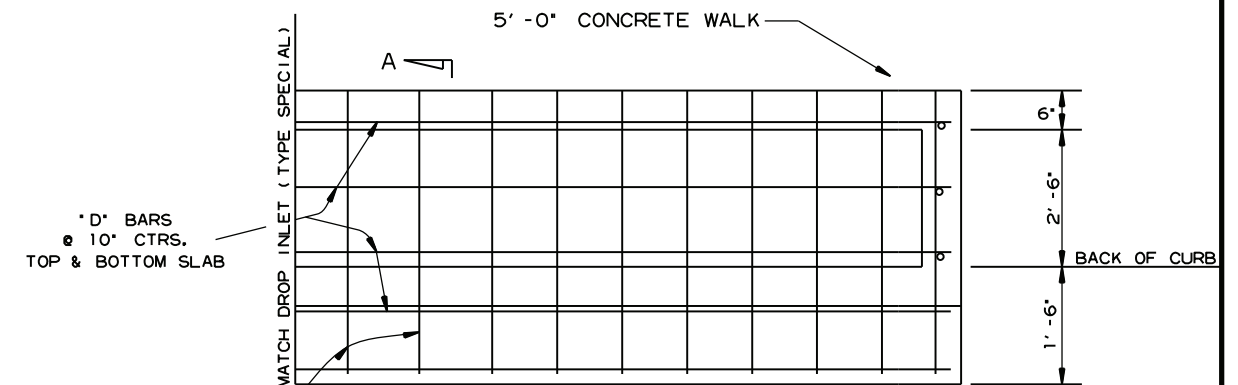 5'-0" CONCRETE WALK
A
MATCH DROP INLET (TYPE SPECIAL)
"D" BARS
@ 10" CTRS.
TOP & BOTTOM SLAB
6"
2'-6"
BACK OF CURB
1'-6"